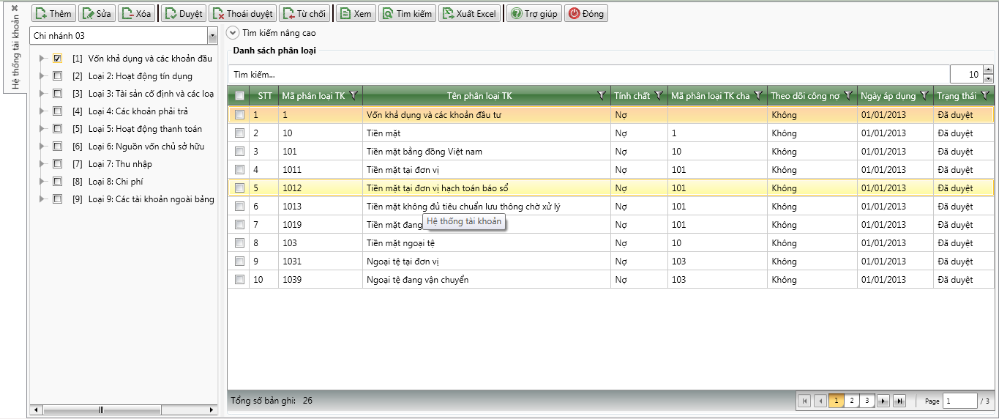 Thêm Sửa Xóa Duyệt Thoái duyệt Từ chối Xem Tìm kiếm Xuất Excel Trợ giúp Đóng
Hệ thống tài khoản
Chi nhánh 03
[1] Vốn khả dụng và các khoản đầu
[2] Loại 2: Hoạt động tín dụng
[3] Loại 3: Tài sản cố định và các loạ
[4] Loại 4: Các khoản phải trả
[5] Loại 5: Hoạt động thanh toán
[6] Loại 6: Nguồn vốn chủ sở hữu
[7] Loại 7: Thu nhập
[8] Loại 8: Chi phí
[9] Loại 9: Các tài khoản ngoài bảng
Tìm kiếm nâng cao
Danh sách phân loại
Tìm kiếm... 10
STT Mã phân loại TK Tên phân loại TK Tính chất Mã phân loại TK cha Theo dõi công nợ Ngày áp dụng Trạng thái
1 1 Vốn khả dụng và các khoản đầu tư Nợ Không 01/01/2013 Đã duyệt
2 10 Tiền mặt Nợ 1 Không 01/01/2013 Đã duyệt
3 101 Tiền mặt bằng đồng Việt nam Nợ 10 Không 01/01/2013 Đã duyệt
4 1011 Tiền mặt tại đơn vị Nợ 101 Không 01/01/2013 Đã duyệt
5 1012 Tiền mặt tại đơn vị hạch toán báo sổ Nợ 101 Không 01/01/2013 Đã duyệt
6 1013 Tiền mặt không đủ tiêu chuẩn lưu thông chờ xử lý Nợ 101 Không 01/01/2013 Đã duyệt
7 1019 Tiền mặt đang Nợ 101 Không 01/01/2013 Đã duyệt
Hệ thống tài khoản
8 103 Tiền mặt ngoại tệ Nợ 10 Không 01/01/2013 Đã duyệt
9 1031 Ngoại tệ tại đơn vị Nợ 103 Không 01/01/2013 Đã duyệt
10 1039 Ngoại tệ đang vận chuyển Nợ 103 Không 01/01/2013 Đã duyệt
Tổng số bản ghi: 26 1 2 3 Page 1 / 3